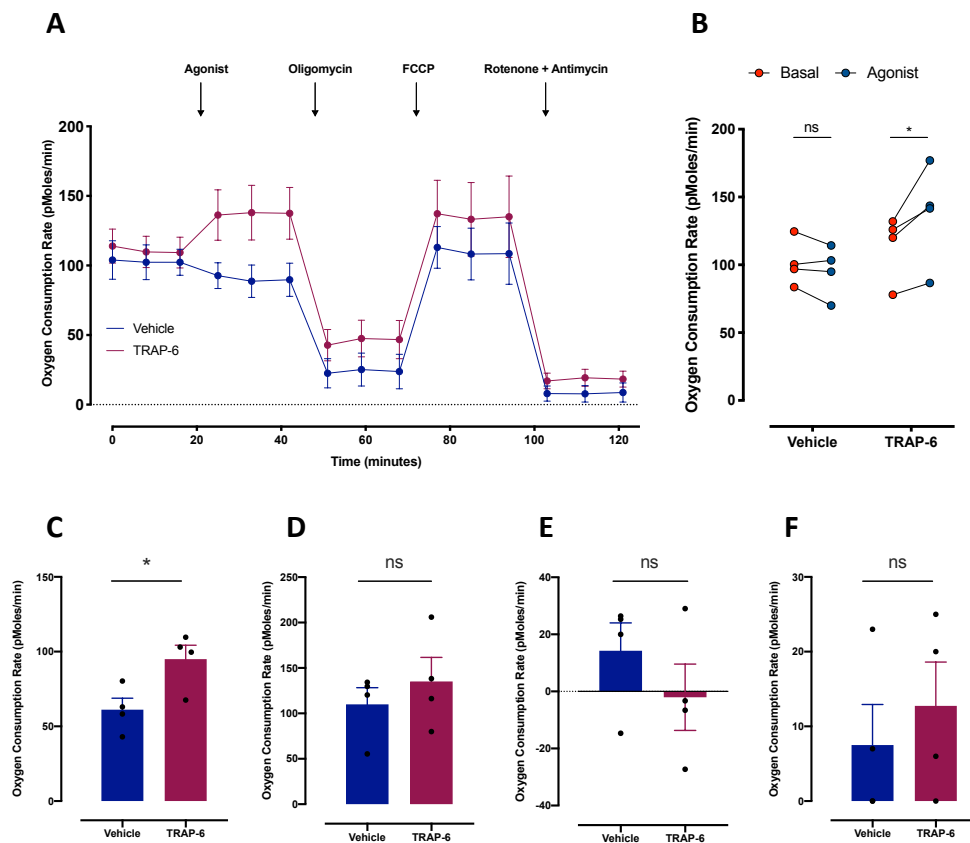 A
B
Agonist Oligomycin FCCP Rotenone + Antimycin
Basal Agonist
Oxygen Consumption Rate (pMoles/min)
200
150
100
50
0
Vehicle
TRAP-6
0 20 40 60 80 100 120
Time (minutes)
Oxygen Consumption Rate (pMoles/min)
200
150
100
50
0
ns
*
Vehicle TRAP-6
C
Oxygen Consumption Rate (pMoles/min)
150
100
50
0
*
Vehicle TRAP-6
D
Oxygen Consumption Rate (pMoles/min)
250
200
150
100
50
0
ns
Vehicle TRAP-6
E
Oxygen Consumption Rate (pMoles/min)
40
20
0
-20
-40
ns
Vehicle TRAP-6
F
Oxygen Consumption Rate (pMoles/min)
30
20
10
0
ns
Vehicle TRAP-6